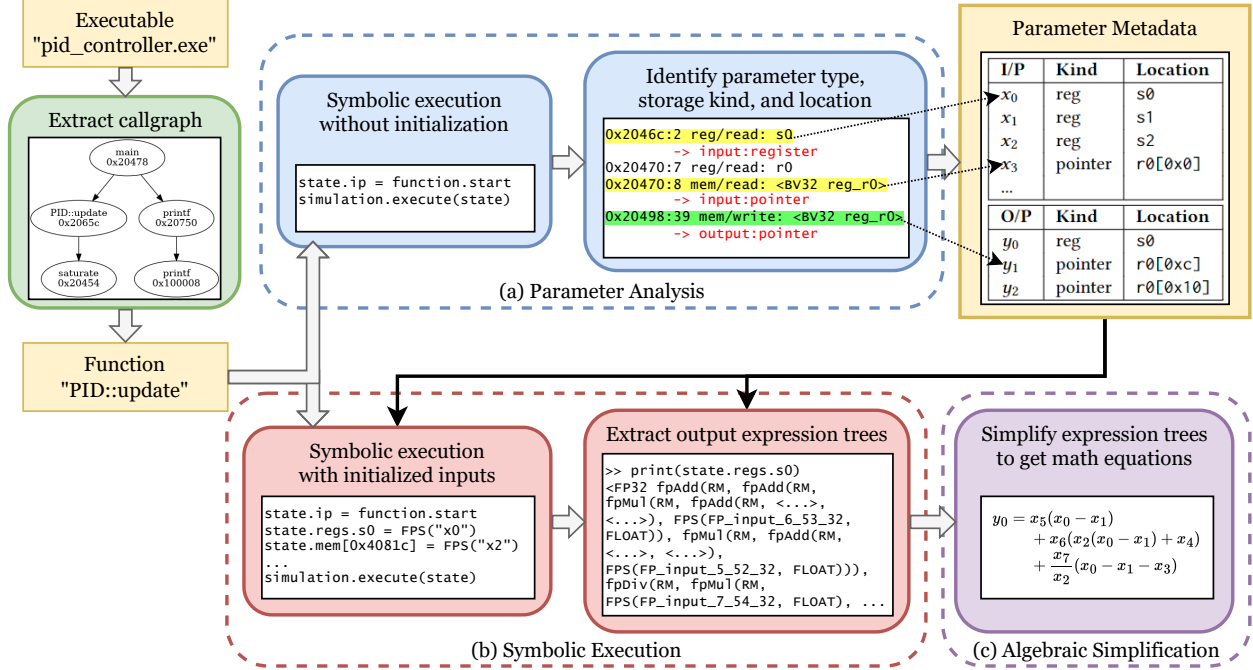 Executable
"pid_controller.exe"
Extract callgraph
main
0x20478
PID::update
0x2065c
printf
0x20750
saturate
0x20454
printf
0x100008
Function
"PID::update"
Symbolic execution
without initialization
state.ip = function.start
simulation.execute(state)
Identify parameter type,
storage kind, and location
0x2046c:2 reg/read: s0
-> input:register
0x20470:7 reg/read: r0
0x20470:8 mem/read: <BV32 reg_r0>
-> input:pointer
0x20498:39 mem/write: <BV32 reg_r0>
-> output:pointer
(a) Parameter Analysis
Parameter Metadata
I/P Kind Location
x₀ reg s0
x₁ reg s1
x₂ reg s2
x₃ pointer r0[0x0]
...
O/P Kind Location
y₀ reg s0
y₁ pointer r0[0xc]
y₂ pointer r0[0x10]
Symbolic execution
with initialized inputs
state.ip = function.start
state.regs.s0 = FPS("x0")
state.mem[0x4081c] = FPS("x2")
...
simulation.execute(state)
Extract output expression trees
>> print(state.regs.s0)
<FP32 fpAdd(RM, fpAdd(RM,
fpMul(RM, fpAdd(RM, <...>,
<...>), FPS(FP_input_6_53_32,
FLOAT)), fpMul(RM, fpAdd(RM,
<...>, <...>),
FPS(FP_input_5_52_32, FLOAT))),
fpDiv(RM, fpMul(RM,
FPS(FP_input_7_54_32, FLOAT), ...
(b) Symbolic Execution
Simplify expression trees
to get math equations
y₀ = x₅(x₀ − x₁)
+ x₆(x₂(x₀ − x₁) + x₄)
+ x₇/x₂ (x₀ − x₁ − x₃)
(c) Algebraic Simplification